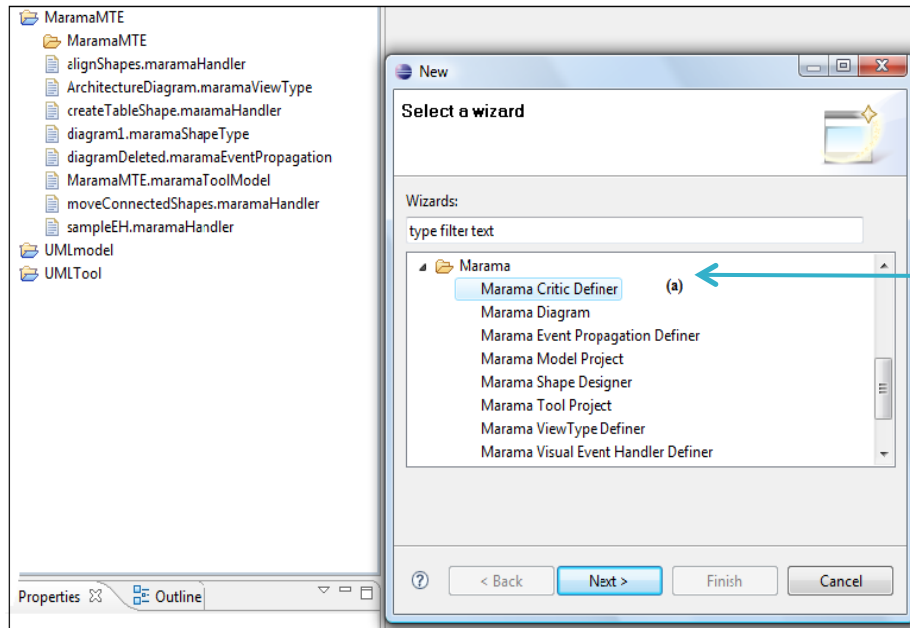 MaramaMTE
MaramaMTE
alignShapes.maramaHandler
ArchitectureDiagram.maramaViewType
createTableShape.maramaHandler
diagram1.maramaShapeType
diagramDeleted.maramaEventPropagation
MaramaMTE.maramaToolModel
moveConnectedShapes.maramaHandler
sampleEH.maramaHandler
UMLmodel
UMLTool
Properties
Outline
New
Select a wizard
Wizards:
type filter text
Marama
Marama Critic Definer (a)
Marama Diagram
Marama Event Propagation Definer
Marama Model Project
Marama Shape Designer
Marama Tool Project
Marama ViewType Definer
Marama Visual Event Handler Definer
? < Back Next > Finish Cancel